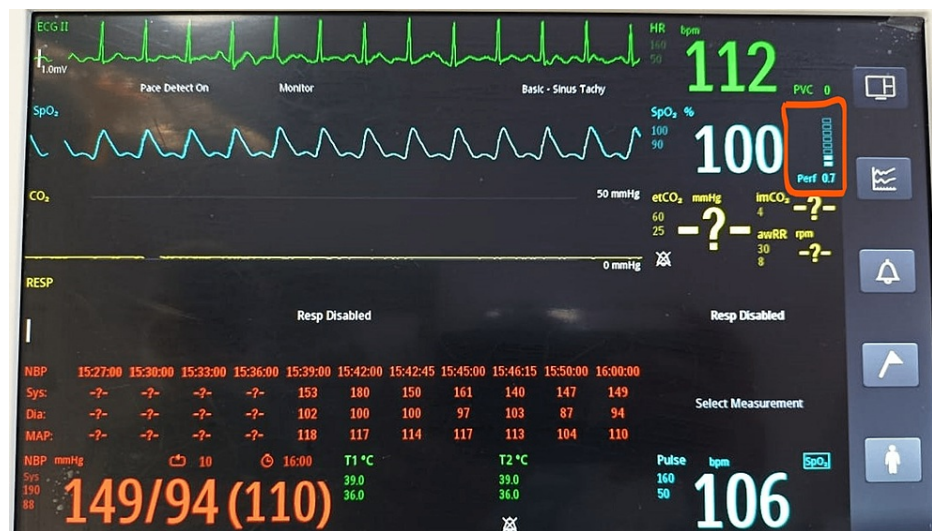 ECG II
HR bpm
160
50
112
1.0mV
Pace Detect On Monitor Basic - Sinus Tachy
PVC 0
SpO₂
SpO₂ %
100
90
100
Perf 0.7
CO₂
50 mmHg
etCO₂ mmHg
60
25
-?-
imCO₂
4
-?-
awRR rpm
30
8
-?-
0 mmHg
RESP
Resp Disabled
Resp Disabled
NBP 15:27:00 15:30:00 15:33:00 15:36:00 15:39:00 15:42:00 15:42:45 15:45:00 15:46:15 15:50:00 16:00:00
Sys: -?- -?- -?- -?- 153 180 150 161 140 147 149
Dia: -?- -?- -?- -?- 102 100 100 97 103 87 94
MAP: -?- -?- -?- -?- 118 117 114 117 113 104 110
Select Measurement
NBP mmHg 10 16:00
Sys
190
88
149/94 (110)
T1 °C
39.0
36.0
T2 °C
39.0
36.0
Pulse bpm SpO₂
160
50
106